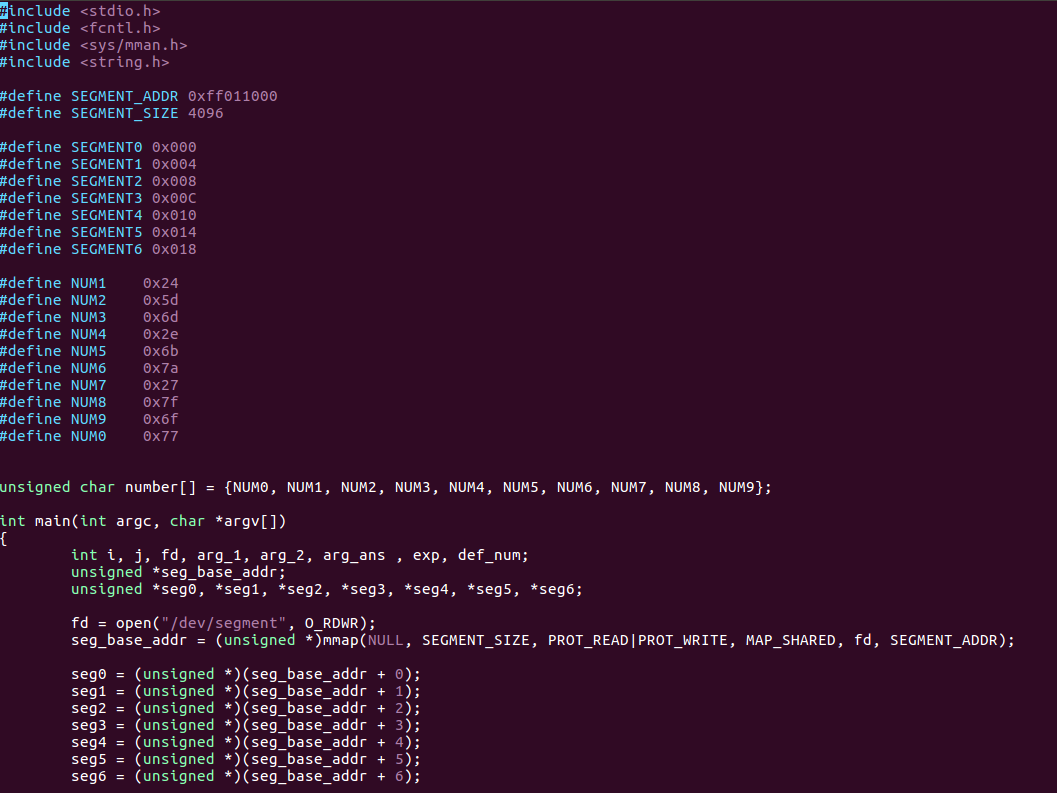 #include <stdio.h>
#include <fcntl.h>
#include <sys/mman.h>
#include <string.h>

#define SEGMENT_ADDR 0xff011000
#define SEGMENT_SIZE 4096

#define SEGMENT0 0x000
#define SEGMENT1 0x004
#define SEGMENT2 0x008
#define SEGMENT3 0x00C
#define SEGMENT4 0x010
#define SEGMENT5 0x014
#define SEGMENT6 0x018

#define NUM1    0x24
#define NUM2    0x5d
#define NUM3    0x6d
#define NUM4    0x2e
#define NUM5    0x6b
#define NUM6    0x7a
#define NUM7    0x27
#define NUM8    0x7f
#define NUM9    0x6f
#define NUM0    0x77


unsigned char number[] = {NUM0, NUM1, NUM2, NUM3, NUM4, NUM5, NUM6, NUM7, NUM8, NUM9};

int main(int argc, char *argv[])
{
        int i, j, fd, arg_1, arg_2, arg_ans , exp, def_num;
        unsigned *seg_base_addr;
        unsigned *seg0, *seg1, *seg2, *seg3, *seg4, *seg5, *seg6;

        fd = open("/dev/segment", O_RDWR);
        seg_base_addr = (unsigned *)mmap(NULL, SEGMENT_SIZE, PROT_READ|PROT_WRITE, MAP_SHARED, fd, SEGMENT_ADDR);

        seg0 = (unsigned *)(seg_base_addr + 0);
        seg1 = (unsigned *)(seg_base_addr + 1);
        seg2 = (unsigned *)(seg_base_addr + 2);
        seg3 = (unsigned *)(seg_base_addr + 3);
        seg4 = (unsigned *)(seg_base_addr + 4);
        seg5 = (unsigned *)(seg_base_addr + 5);
        seg6 = (unsigned *)(seg_base_addr + 6);